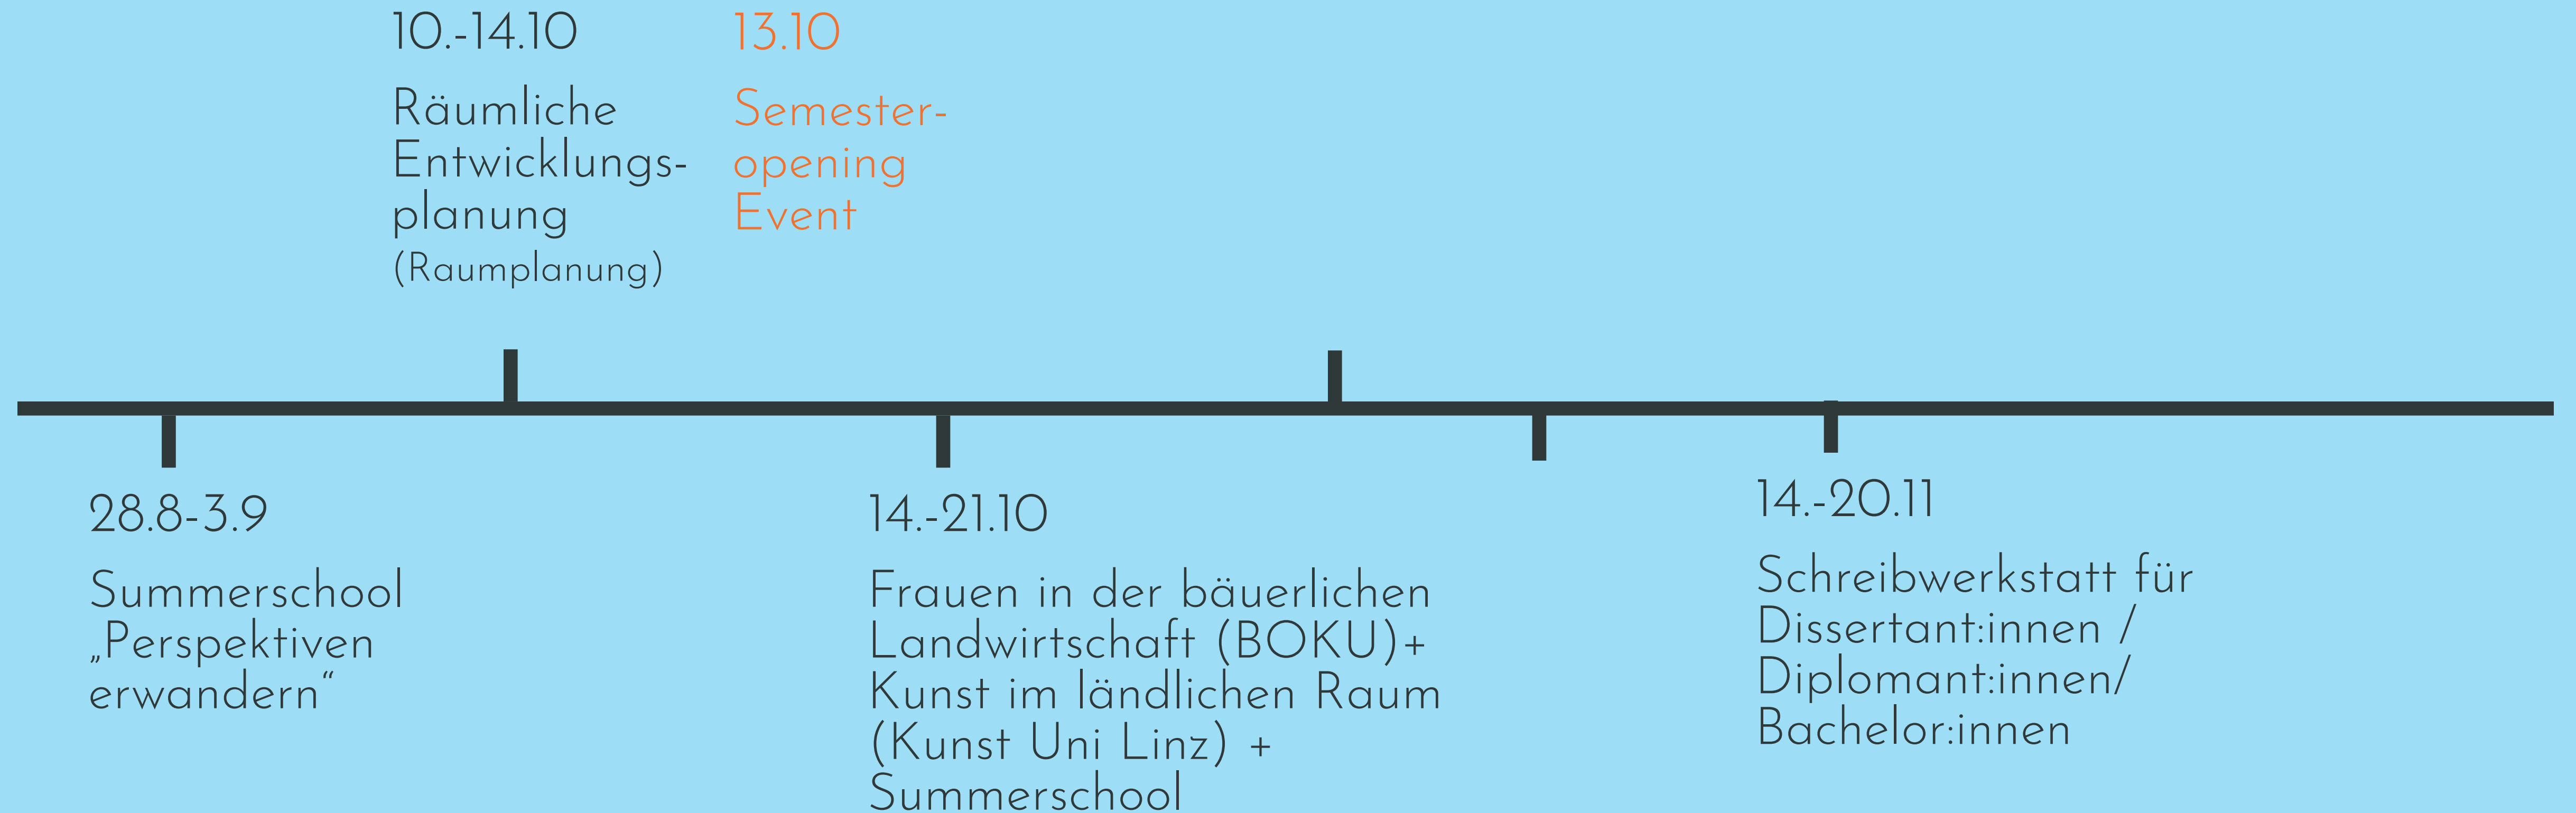 10.-14.10
Räumliche
Entwicklungs-
planung
(Raumplanung)
13.10
Semester-
opening
Event
28.8-3.9
Summerschool
„Perspektiven
erwandern“
14.-21.10
Frauen in der bäuerlichen
Landwirtschaft (BOKU)+
Kunst im ländlichen Raum
(Kunst Uni Linz) +
Summerschool
14.-20.11
Schreibwerkstatt für
Dissertant:innen /
Diplomant:innen/
Bachelor:innen